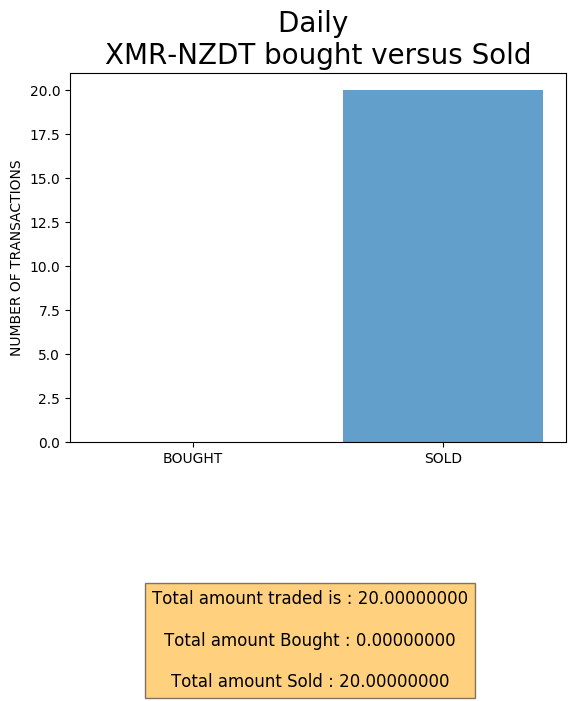 Daily
XMR-NZDT bought versus Sold
NUMBER OF TRANSACTIONS
20.0
17.5
15.0
12.5
10.0
7.5
5.0
2.5
0.0
BOUGHT
SOLD
Total amount traded is : 20.00000000
Total amount Bought : 0.00000000
Total amount Sold : 20.00000000